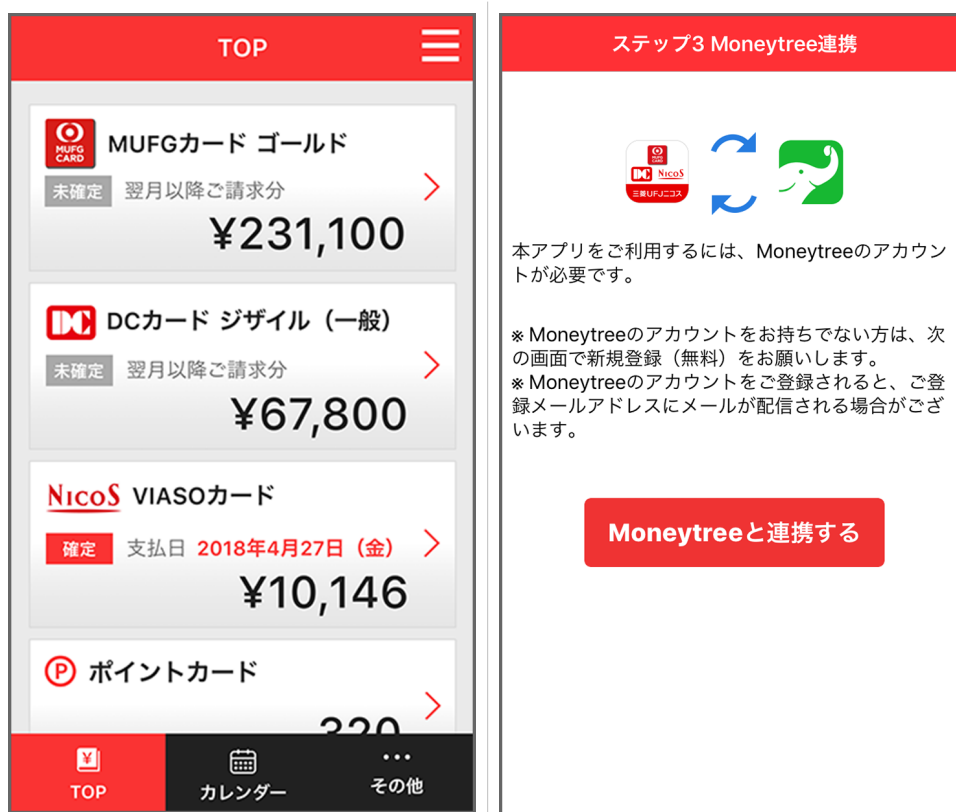 TOP
MUFG
CARD
MUFGカード ゴールド
未確定 翌月以降ご請求分
¥231,100
DC
DCカード ジザイル（一般）
未確定 翌月以降ご請求分
¥67,800
NICOS VIASOカード
確定 支払日 2018年4月27日（金）
¥10,146
P ポイントカード
320
TOP
カレンダー
その他
ステップ3 Moneytree連携
MUFG
CARD
DC NICOS
三菱UFJニコス
本アプリをご利用するには、Moneytreeのアカウン
トが必要です。
※ Moneytreeのアカウントをお持ちでない方は、次
の画面で新規登録（無料）をお願いします。
※ Moneytreeのアカウントをご登録されると、ご登
録メールアドレスにメールが配信される場合がござ
います。
Moneytreeと連携する